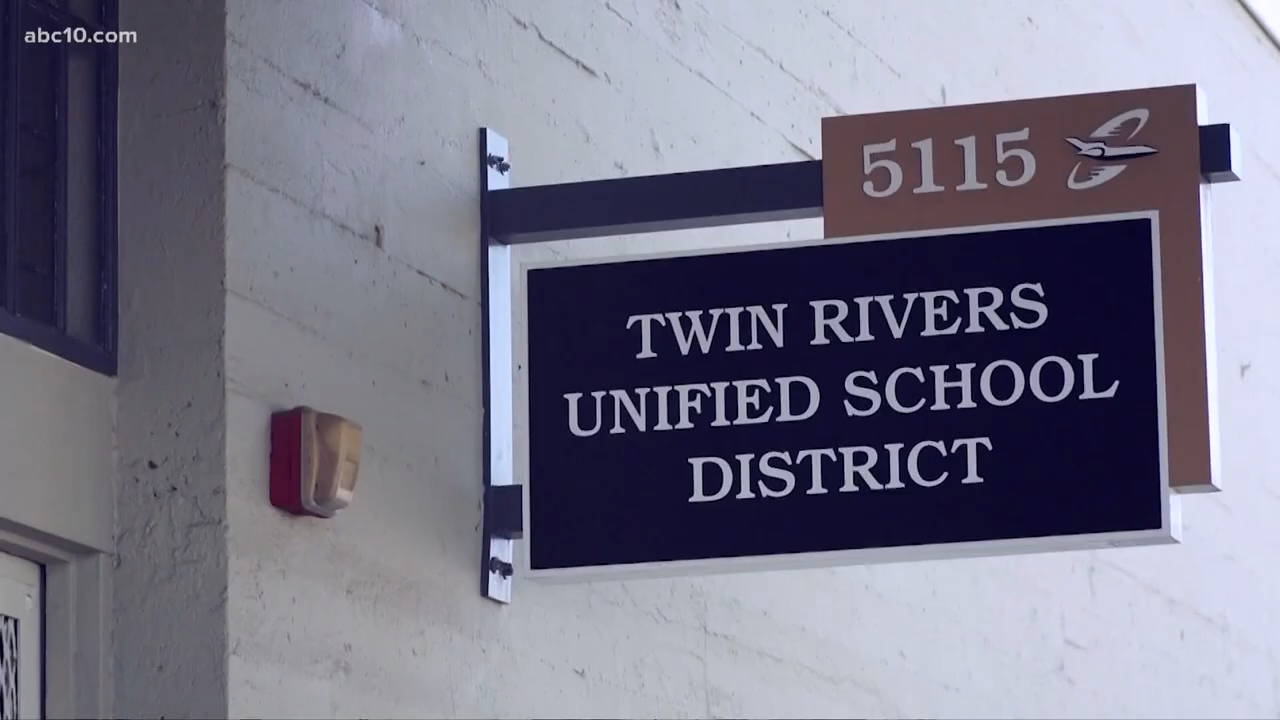 abc10.com
5115
TWIN RIVERS
UNIFIED SCHOOL
DISTRICT